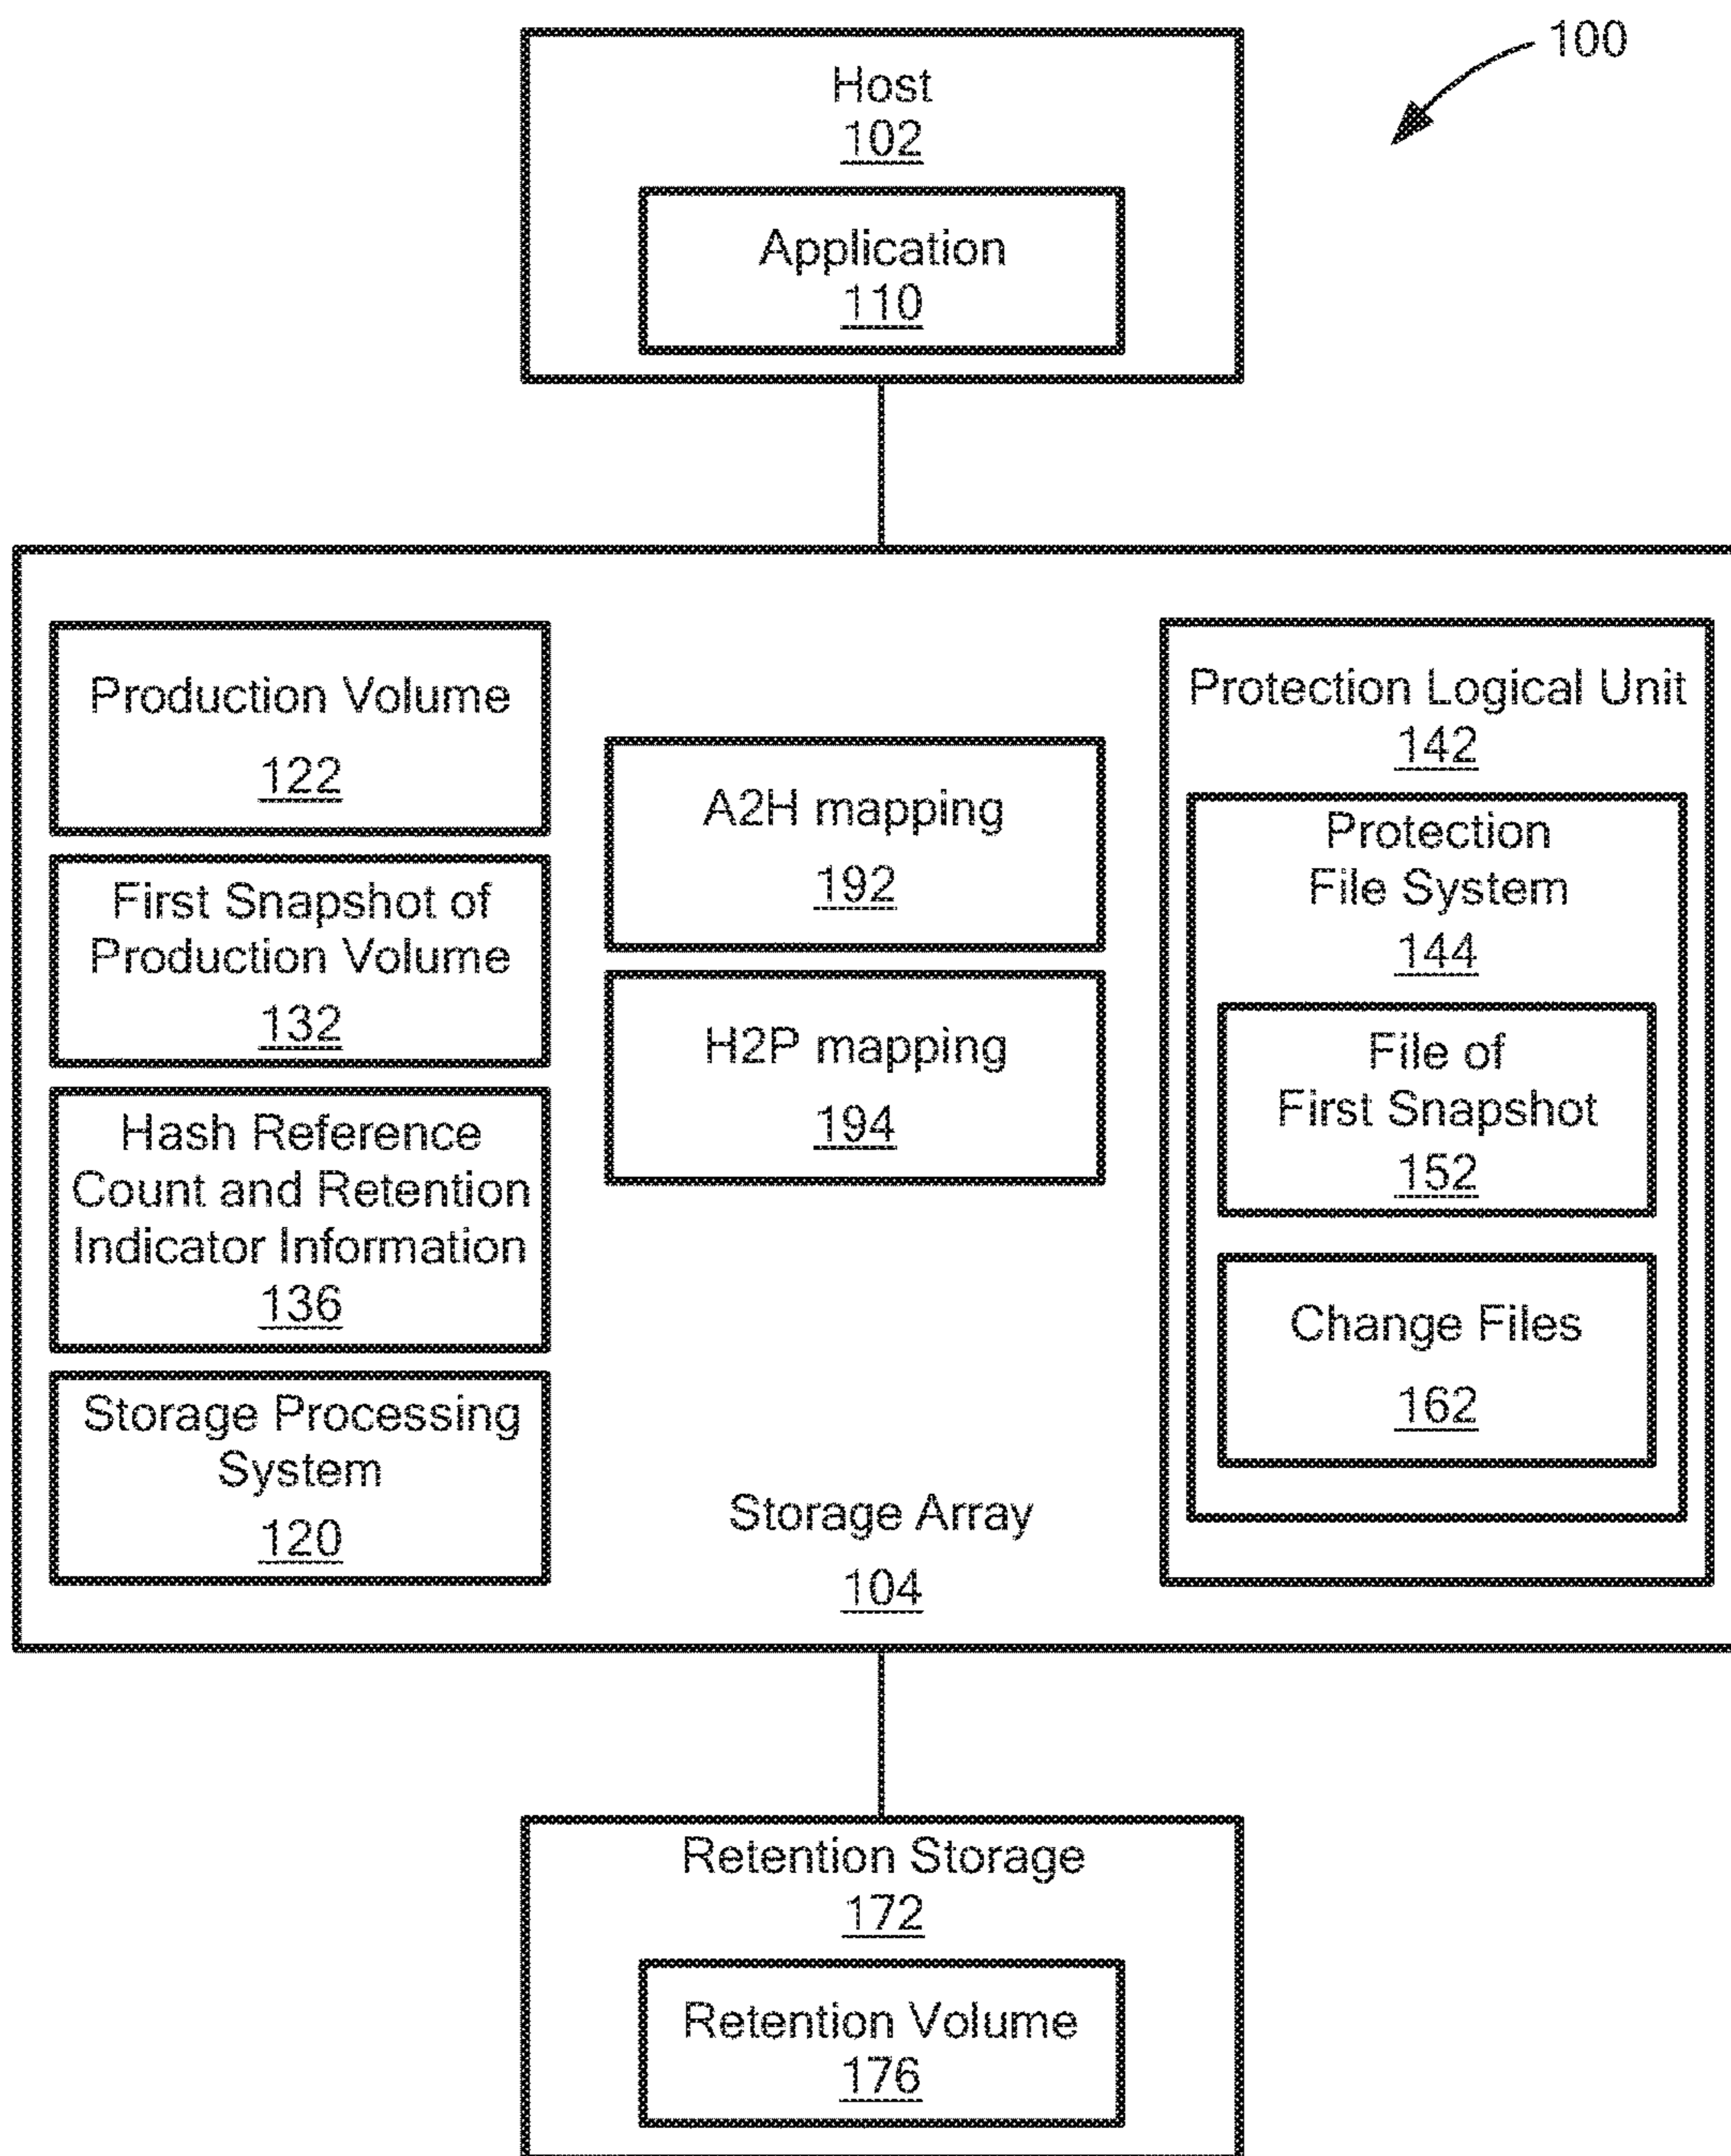 100
Host
102
Application
110
Production Volume
122
First Snapshot of
Production Volume
132
Hash Reference
Count and Retention
Indicator Information
136
Storage Processing
System
120
A2H mapping
192
H2P mapping
194
Storage Array
104
Protection Logical Unit
142
Protection
File System
144
File of
First Snapshot
152
Change Files
162
Retention Storage
172
Retention Volume
176